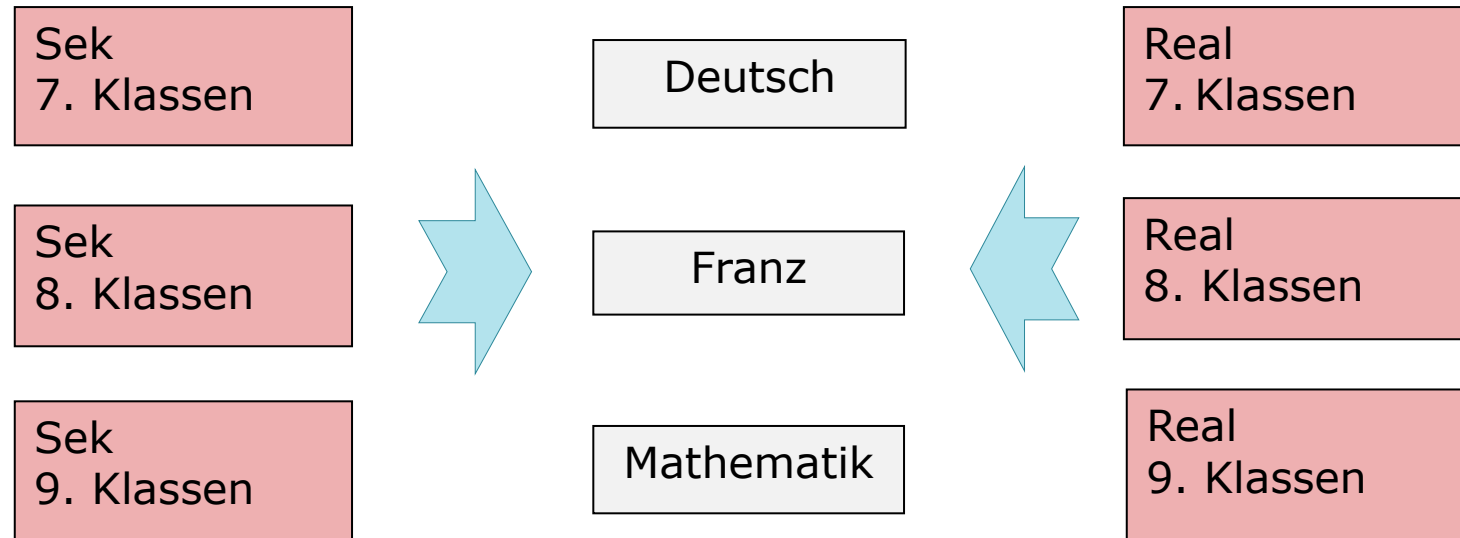 Sek
7. Klassen
Deutsch
Real
7. Klassen
Sek
8. Klassen
Franz
Real
8. Klassen
Sek
9. Klassen
Mathematik
Real
9. Klassen